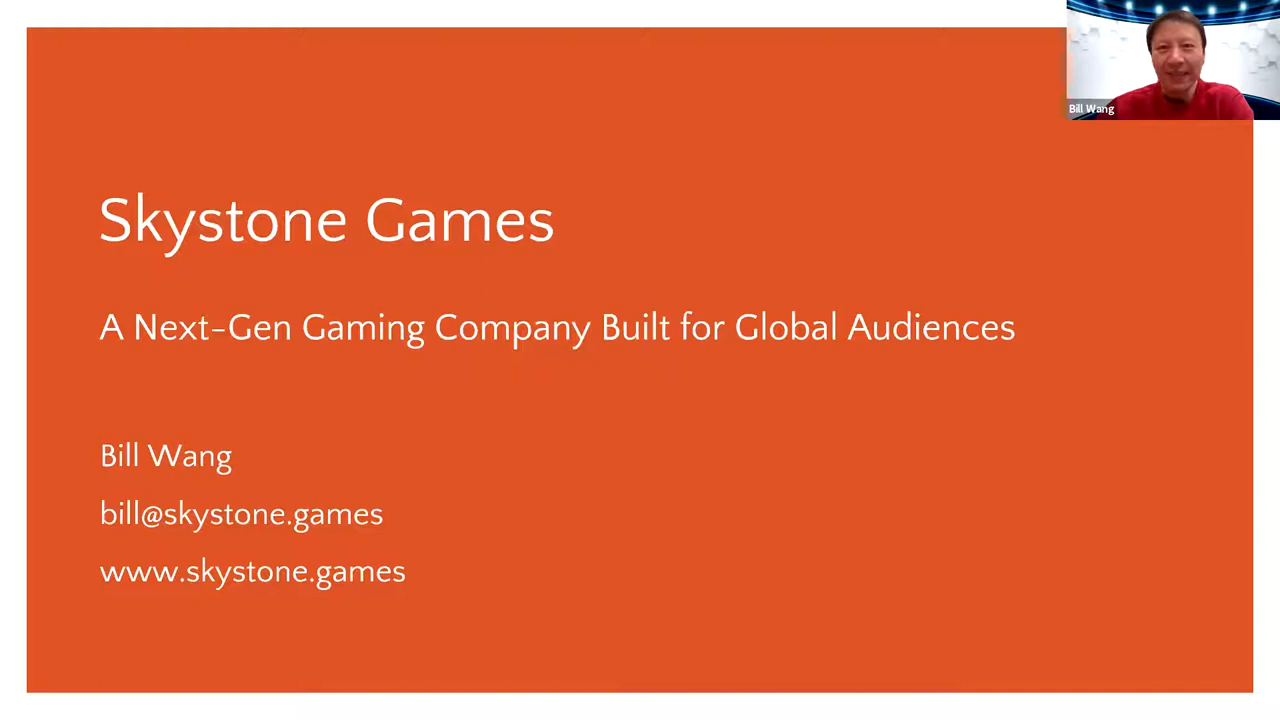 Bill Wang
Skystone Games
A Next-Gen Gaming Company Built for Global Audiences
Bill Wang
bill@skystone.games
www.skystone.games